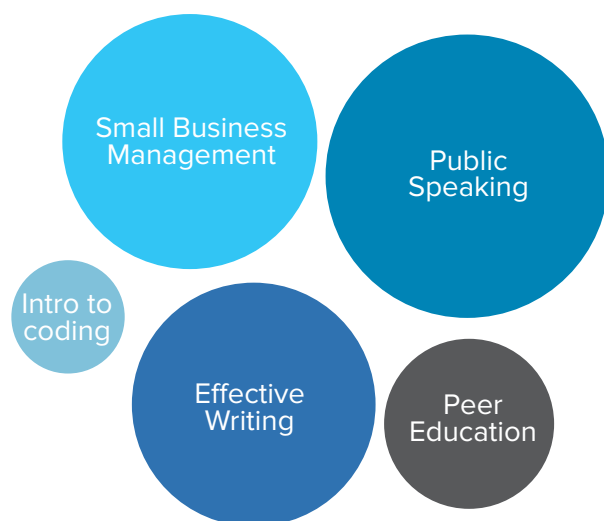 Small Business
Management
Public
Speaking
Intro to
coding
Effective
Writing
Peer
Education